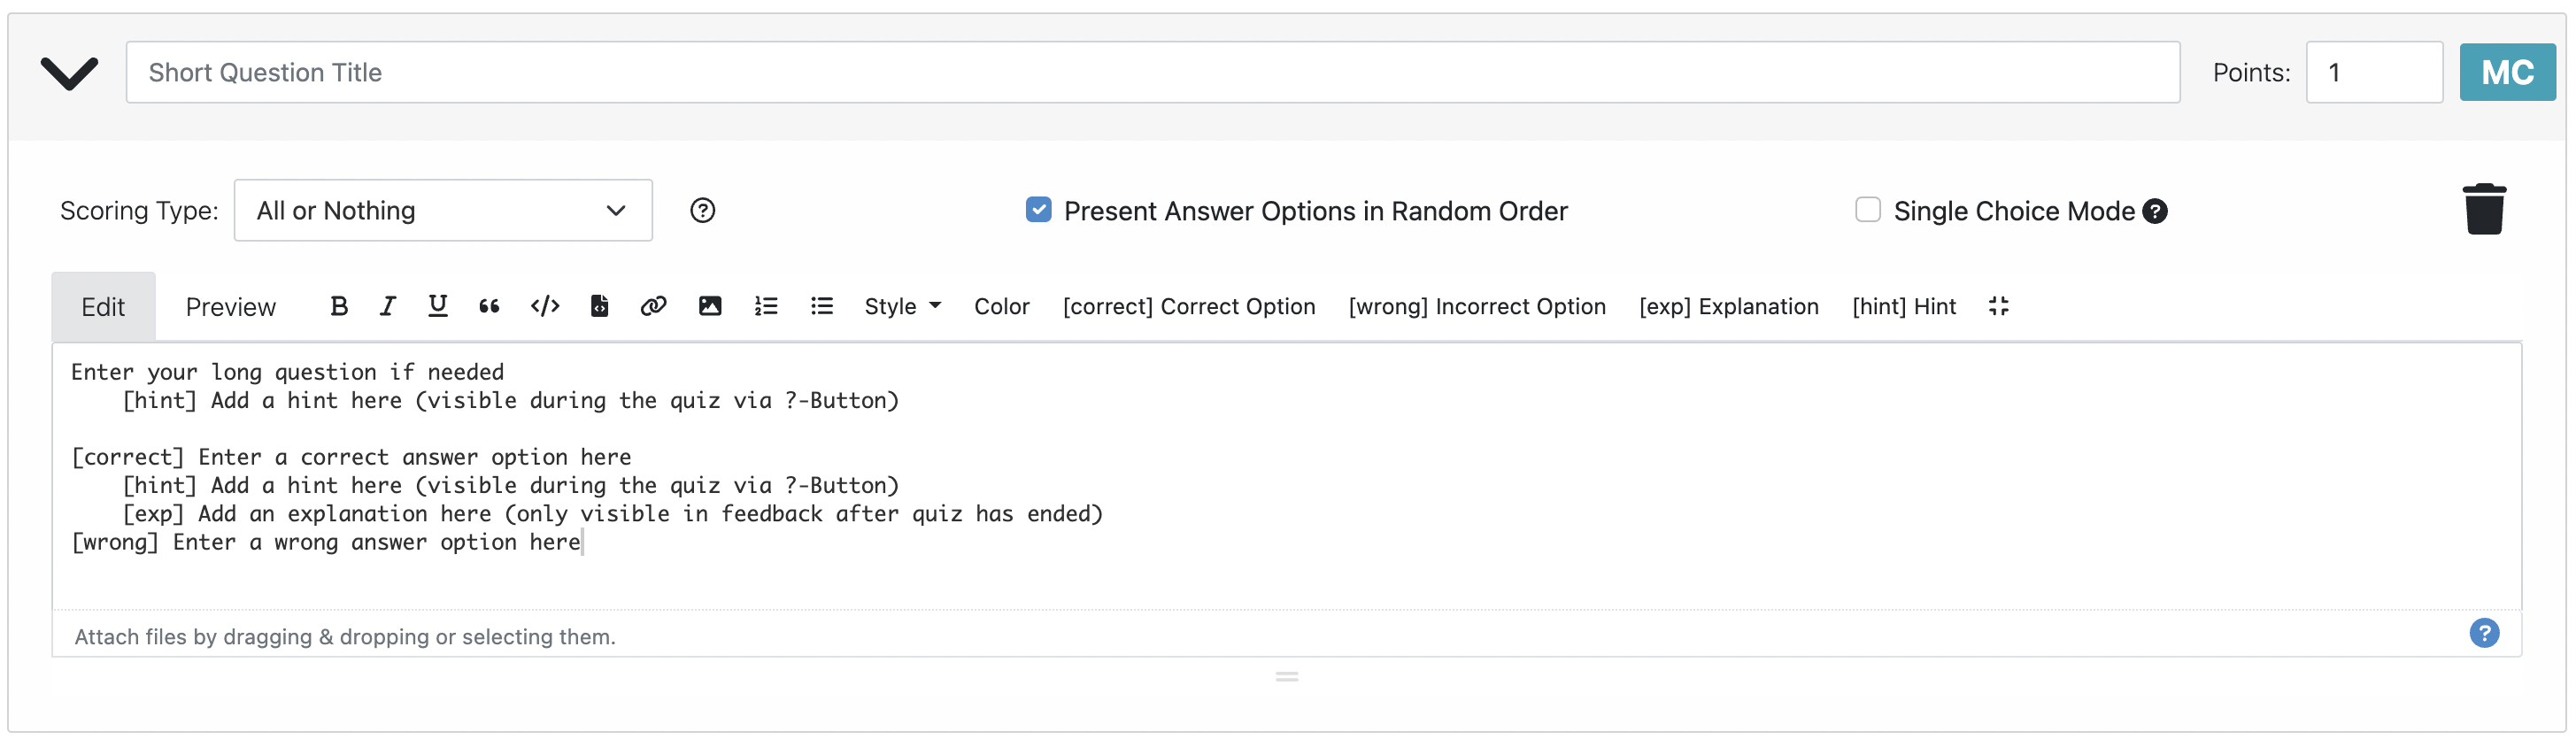 Short Question Title
Points: 1 MC
Scoring Type: All or Nothing ? Present Answer Options in Random Order Single Choice Mode ?
Edit Preview B I U Style Color [correct] Correct Option [wrong] Incorrect Option [exp] Explanation [hint] Hint
Enter your long question if needed
[hint] Add a hint here (visible during the quiz via ?-Button)
[correct] Enter a correct answer option here
[hint] Add a hint here (visible during the quiz via ?-Button)
[exp] Add an explanation here (only visible in feedback after quiz has ended)
[wrong] Enter a wrong answer option here
Attach files by dragging & dropping or selecting them. ?